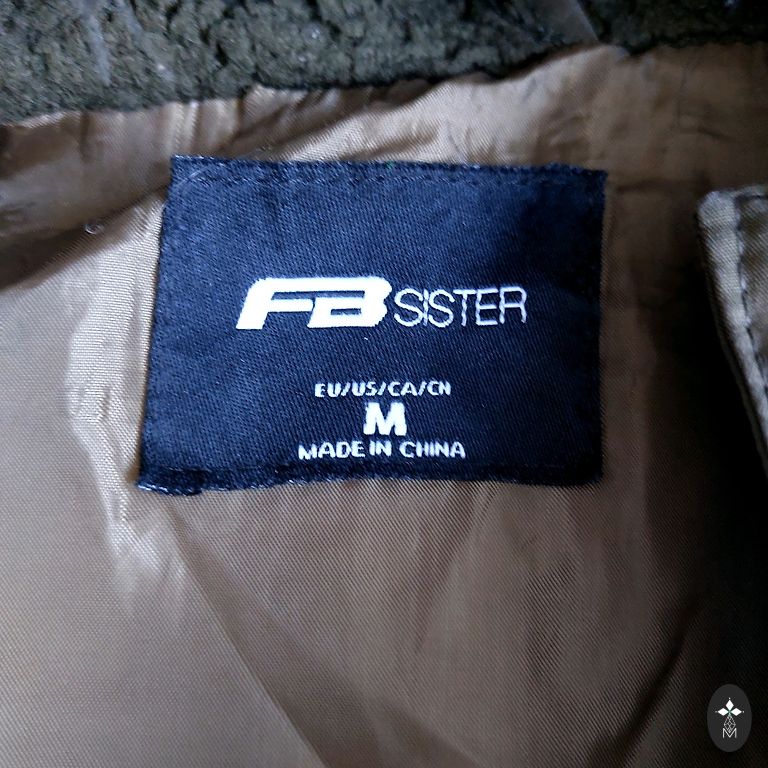 FB SISTER
EU/US/CA/CN
M
MADE IN CHINA
M